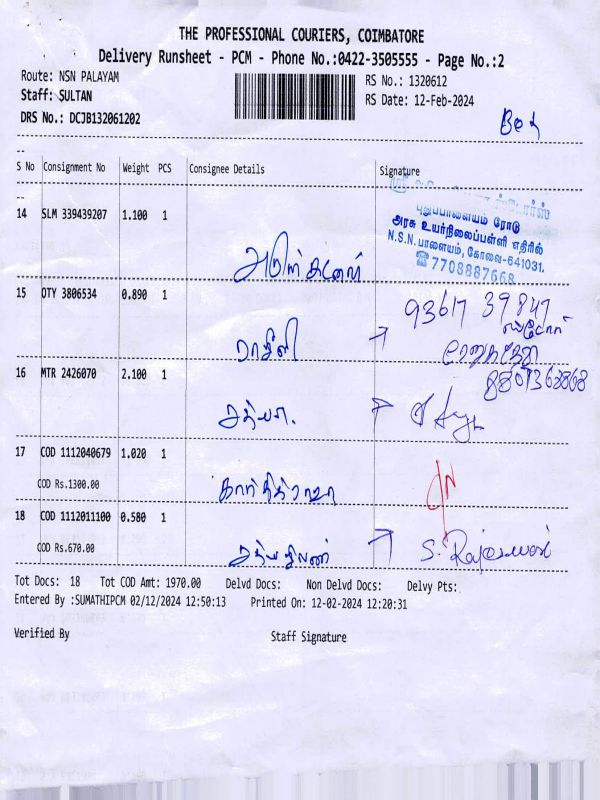 THE PROFESSIONAL COURIERS, COIMBATORE
Delivery Runsheet - PCM - Phone No.:0422-3505555 - Page No.:2
Route: NSN PALAYAM
RS No.: 1320612
Staff: SULTAN
RS Date: 12-Feb-2024
DRS No.: DCJB132061202
S No Consignment No Weight PCS Consignee Details Signature
ஸ்டோர்ஸ்
புதுப்பாளையம் ரோடு
அரசு உயர்நிலைப்பள்ளி எதிரில்
N.S.N. பாளையம், கோவை-641031.
☎7708887668
14 SLM 339439207 1.100 1
15 OTY 3806534 0.890 1
93617 39847
16 MTR 2426070 2.100 1
17 COD 1112040679 1.020 1
COD Rs.1300.00
18 COD 1112011100 0.580 1
COD Rs.670.00
S. Rajeswari
Tot Docs: 18 Tot COD Amt: 1970.00 Delvd Docs: Non Delvd Docs: Delvy Pts:
Entered By :SUMATHIPCM 02/12/2024 12:50:13 Printed On: 12-02-2024 12:20:31
Verified By Staff Signature